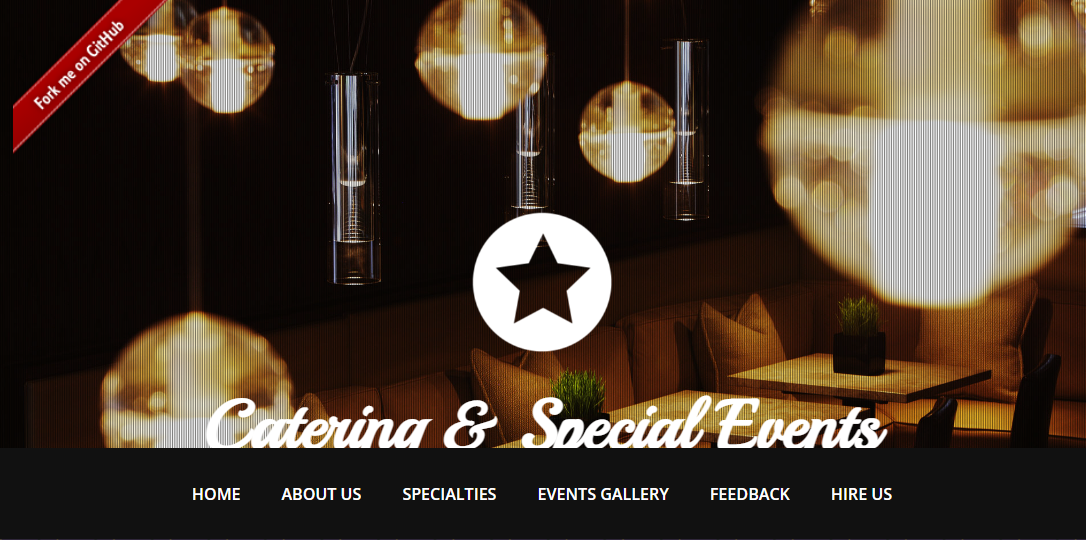 Fork me on GitHub
Catering & Special Events
HOME ABOUT US SPECIALTIES EVENTS GALLERY FEEDBACK HIRE US